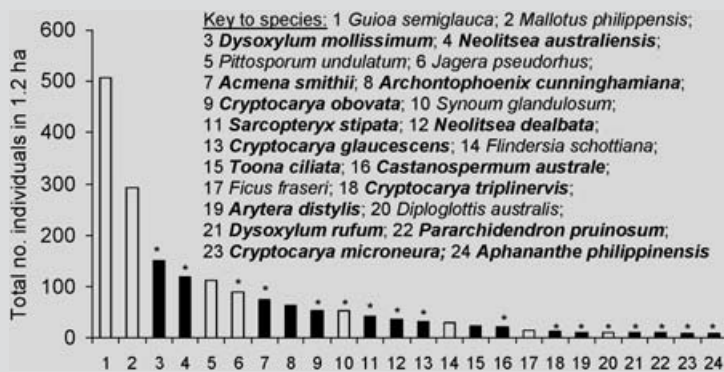 Total no. individuals in 1.2 ha
600
500
400
300
200
100
0
Key to species: 1 Guioa semiglauca; 2 Mallotus philippensis;
3 Dysoxylum mollissimum; 4 Neolitsea australiensis;
5 Pittosporum undulatum; 6 Jagera pseudorhus;
7 Acmena smithii; 8 Archontophoenix cunninghamiana;
9 Cryptocarya obovata; 10 Synoum glandulosum;
11 Sarcopteryx stipata; 12 Neolitsea dealbata;
13 Cryptocarya glaucescens; 14 Flindersia schottiana;
15 Toona ciliata; 16 Castanospermum australe;
17 Ficus fraseri; 18 Cryptocarya triplinervis;
19 Arytera distylis; 20 Diploglottis australis;
21 Dysoxylum rufum; 22 Pararchidendron pruinosum;
23 Cryptocarya microneura; 24 Aphananthe philippinensis
* * * * * * * * * * * * * * * * * *
1 2 3 4 5 6 7 8 9 10 11 12 13 14 15 16 17 18 19 20 21 22 23 24